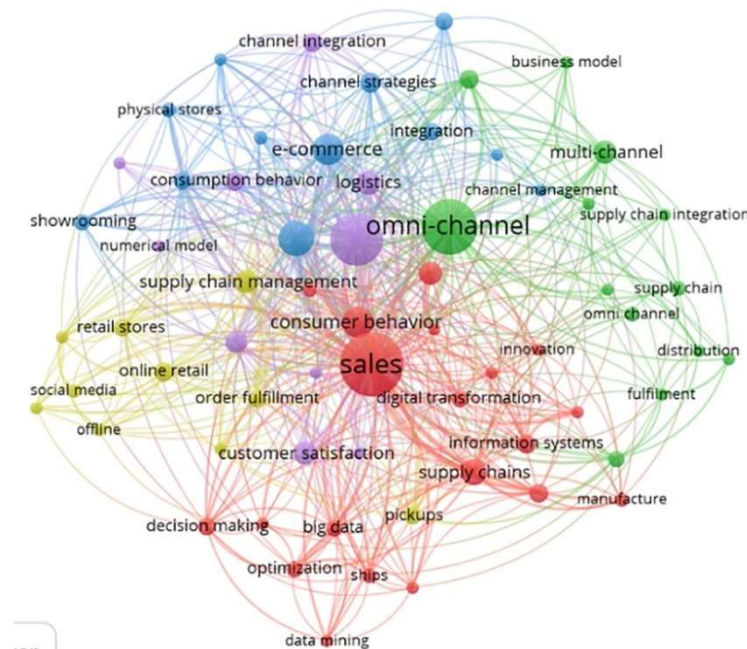 channel integration
business model
channel strategies
physical stores
integration
e-commerce
multi-channel
consumption behavior
logistics
channel management
showrooming
omni-channel
supply chain integration
numerical model
supply chain management
supply chain
omni channel
consumer behavior
retail stores
innovation
distribution
sales
online retail
social media
order fulfillment
digital transformation
fulfilment
offline
information systems
customer satisfaction
supply chains
manufacture
pickups
decision making
big data
optimization
ships
data mining